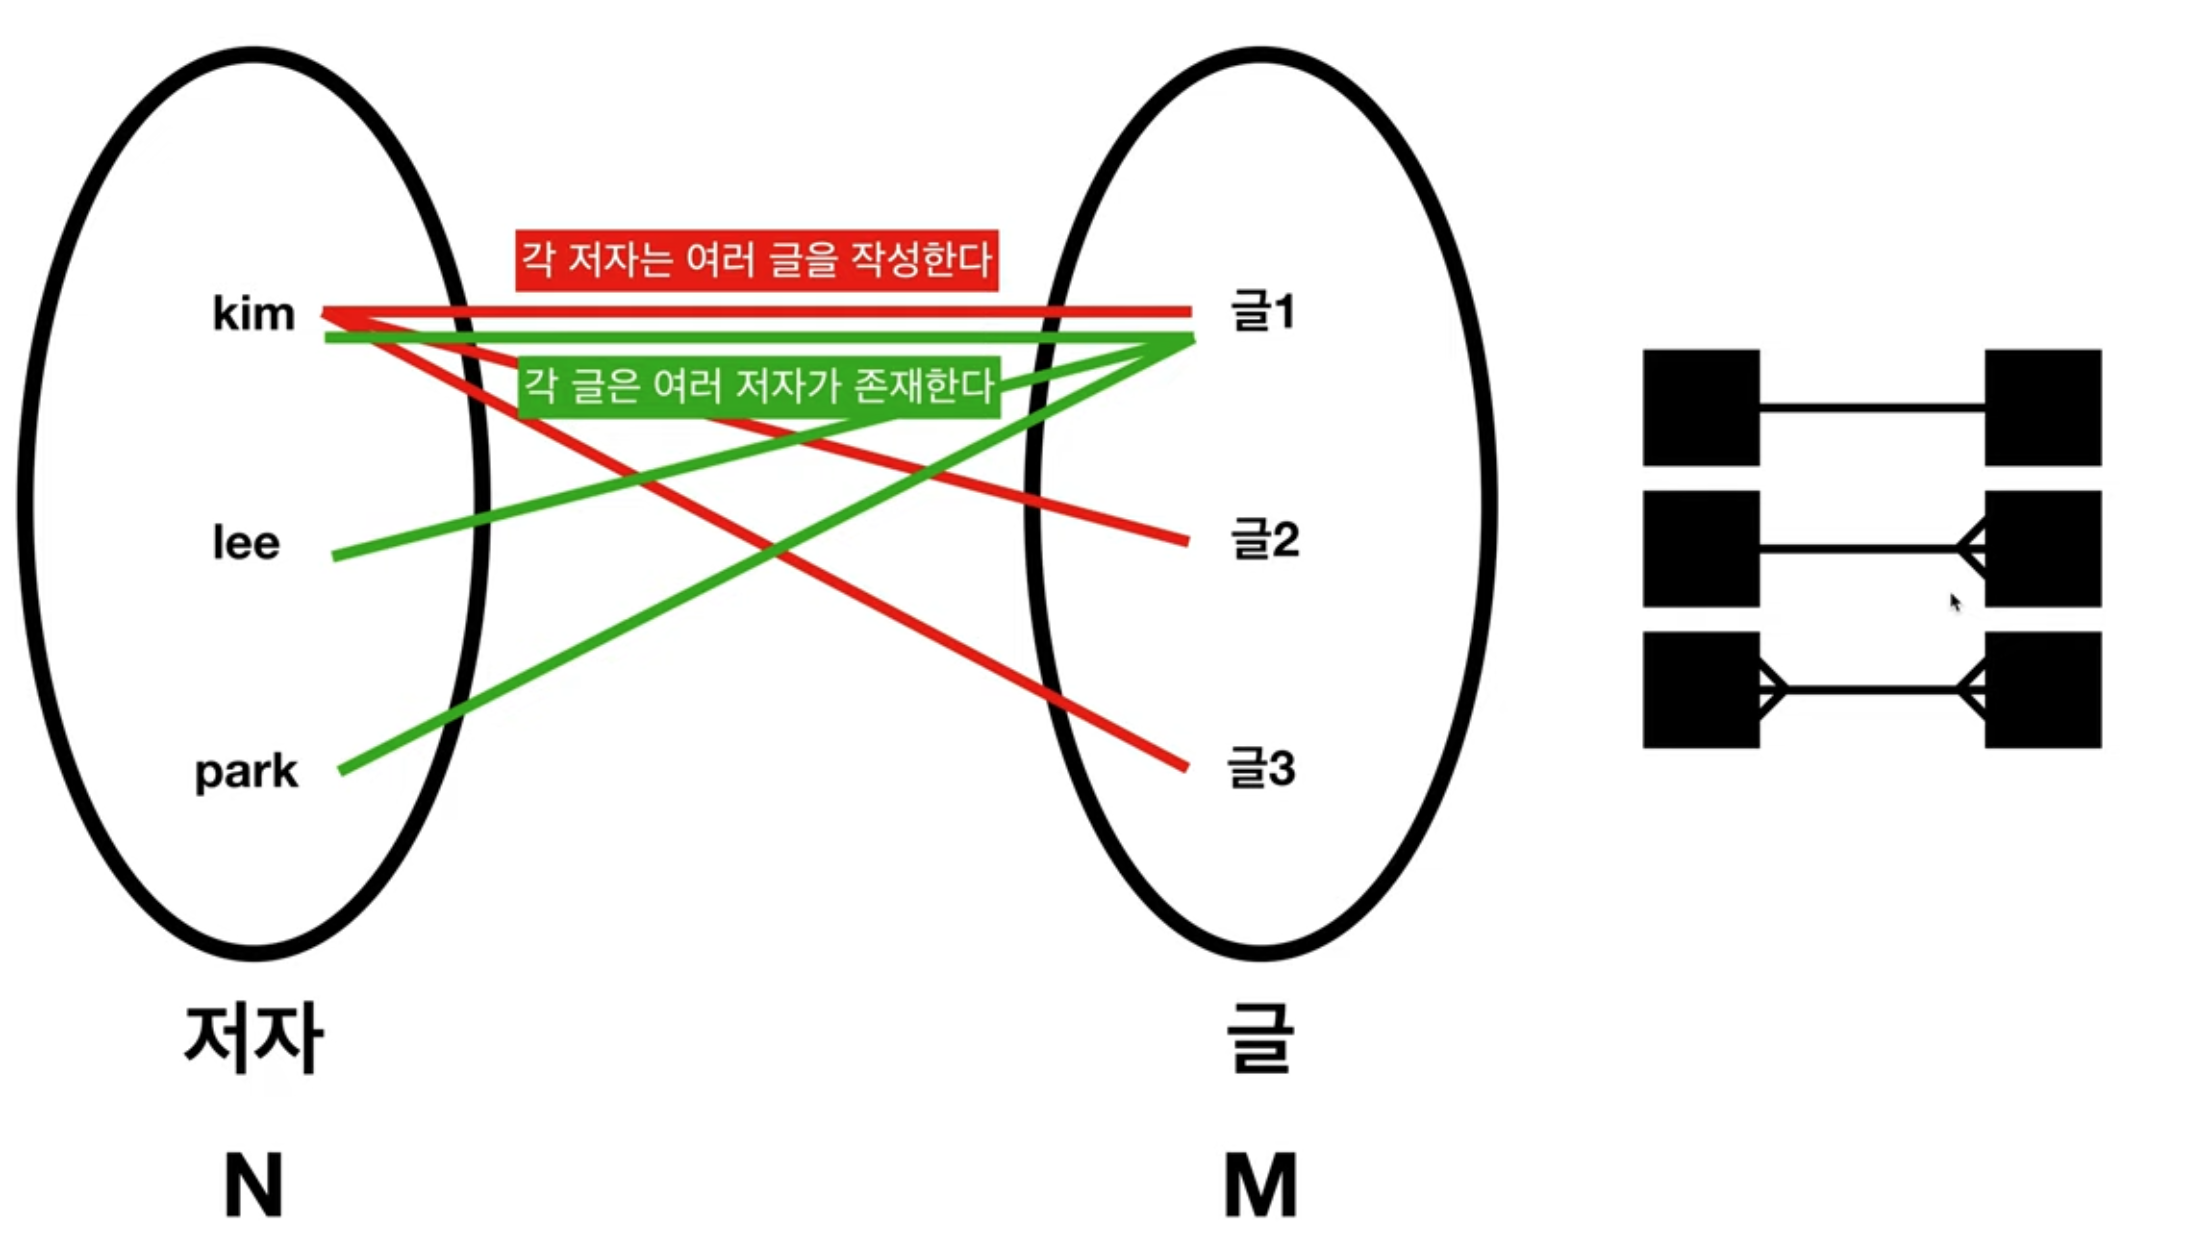 각 저자는 여러 글을 작성한다
kim
글1
각 글은 여러 저자가 존재한다
lee
글2
park
글3
저자
글
N
M